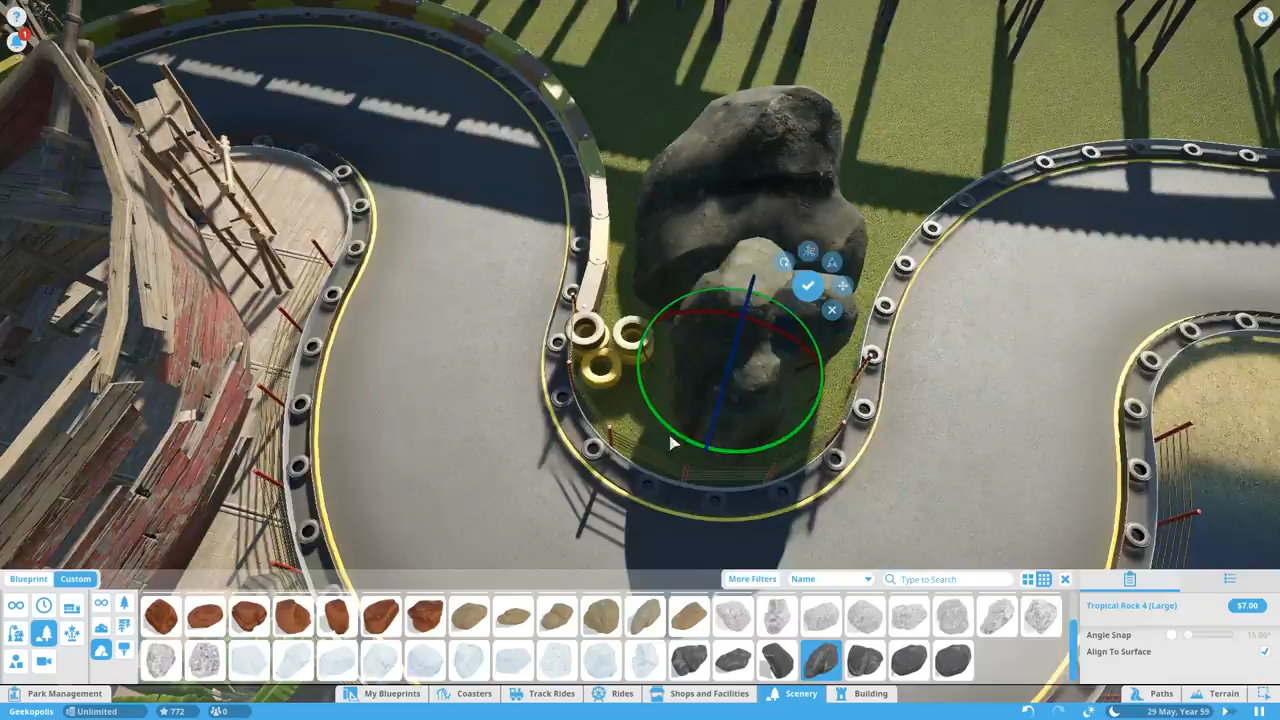 ?
1
Blueprint
Custom
More Filters
Name
Type to Search
Tropical Rock 4 (Large)
$7.00
Angle Snap
15.00°
Align To Surface
Park Management
My Blueprints
Coasters
Track Rides
Rides
Shops and Facilities
Scenery
Building
Paths
Terrain
Geekopolis
Unlimited
772
0
29 May, Year 59